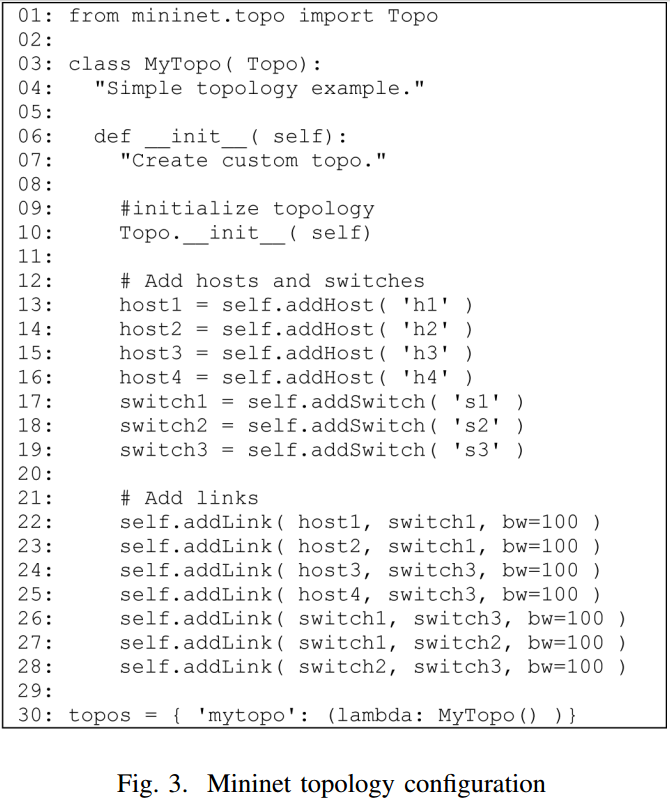 01: from mininet.topo import Topo
02:
03: class MyTopo( Topo):
04:   "Simple topology example."
05:
06:   def __init__( self):
07:     "Create custom topo."
08:
09:     #initialize topology
10:     Topo.__init__( self)
11:
12:     # Add hosts and switches
13:     host1 = self.addHost( 'h1' )
14:     host2 = self.addHost( 'h2' )
15:     host3 = self.addHost( 'h3' )
16:     host4 = self.addHost( 'h4' )
17:     switch1 = self.addSwitch( 's1' )
18:     switch2 = self.addSwitch( 's2' )
19:     switch3 = self.addSwitch( 's3' )
20:
21:     # Add links
22:     self.addLink( host1, switch1, bw=100 )
23:     self.addLink( host2, switch1, bw=100 )
24:     self.addLink( host3, switch3, bw=100 )
25:     self.addLink( host4, switch3, bw=100 )
26:     self.addLink( switch1, switch3, bw=100 )
27:     self.addLink( switch1, switch2, bw=100 )
28:     self.addLink( switch2, switch3, bw=100 )
29:
30: topos = { 'mytopo': (lambda: MyTopo() )}
Fig. 3. Mininet topology configuration